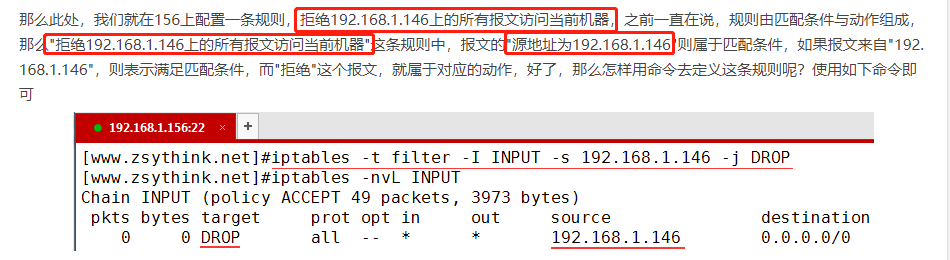 那么此处，我们就在156上配置一条规则，拒绝192.168.1.146上的所有报文访问当前机器，之前一直在说，规则由匹配条件与动作组成，
那么"拒绝192.168.1.146上的所有报文访问当前机器"这条规则中，报文的"源地址为192.168.1.146"则属于匹配条件，如果报文来自"192.
168.1.146"，则表示满足匹配条件，而"拒绝"这个报文，就属于对应的动作，好了，那么怎样用命令去定义这条规则呢？使用如下命令即
可
192.168.1.156:22 × +
[www.zsythink.net]#iptables -t filter -I INPUT -s 192.168.1.146 -j DROP
[www.zsythink.net]#iptables -nvL INPUT
Chain INPUT (policy ACCEPT 49 packets, 3973 bytes)
pkts bytes target prot opt in out source destination
0 0 DROP all -- * * 192.168.1.146 0.0.0.0/0